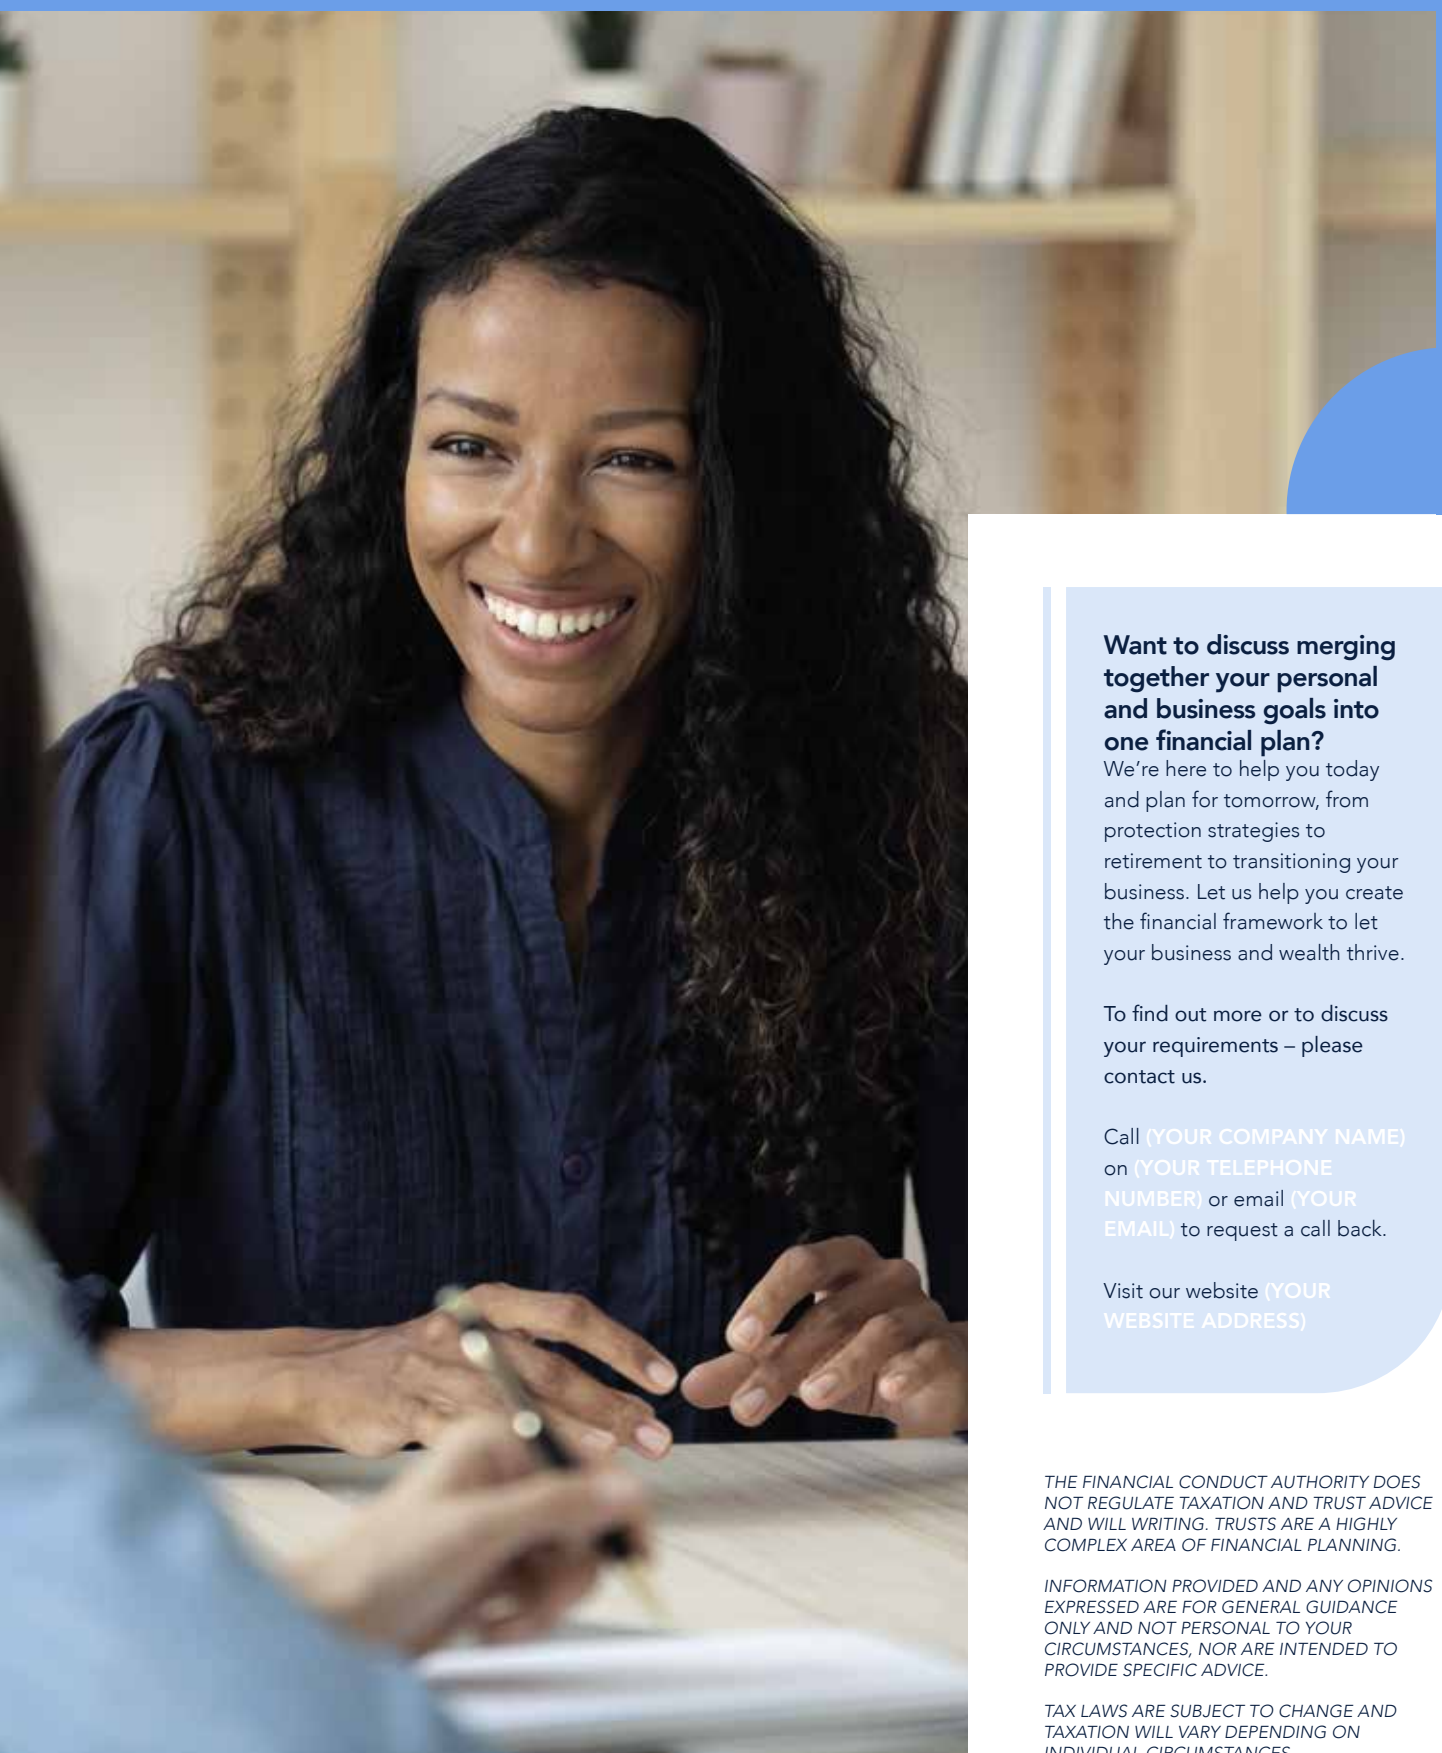 Want to discuss merging
together your personal
and business goals into
one financial plan?
We’re here to help you today
and plan for tomorrow, from
protection strategies to
retirement to transitioning your
business. Let us help you create
the financial framework to let
your business and wealth thrive.
To find out more or to discuss
your requirements – please
contact us.
Call (YOUR COMPANY NAME)
on (YOUR TELEPHONE
NUMBER) or email (YOUR
EMAIL) to request a call back.
Visit our website (YOUR
WEBSITE ADDRESS)
THE FINANCIAL CONDUCT AUTHORITY DOES
NOT REGULATE TAXATION AND TRUST ADVICE
AND WILL WRITING. TRUSTS ARE A HIGHLY
COMPLEX AREA OF FINANCIAL PLANNING.
INFORMATION PROVIDED AND ANY OPINIONS
EXPRESSED ARE FOR GENERAL GUIDANCE
ONLY AND NOT PERSONAL TO YOUR
CIRCUMSTANCES, NOR ARE INTENDED TO
PROVIDE SPECIFIC ADVICE.
TAX LAWS ARE SUBJECT TO CHANGE AND
TAXATION WILL VARY DEPENDING ON
INDIVIDUAL CIRCUMSTANCES